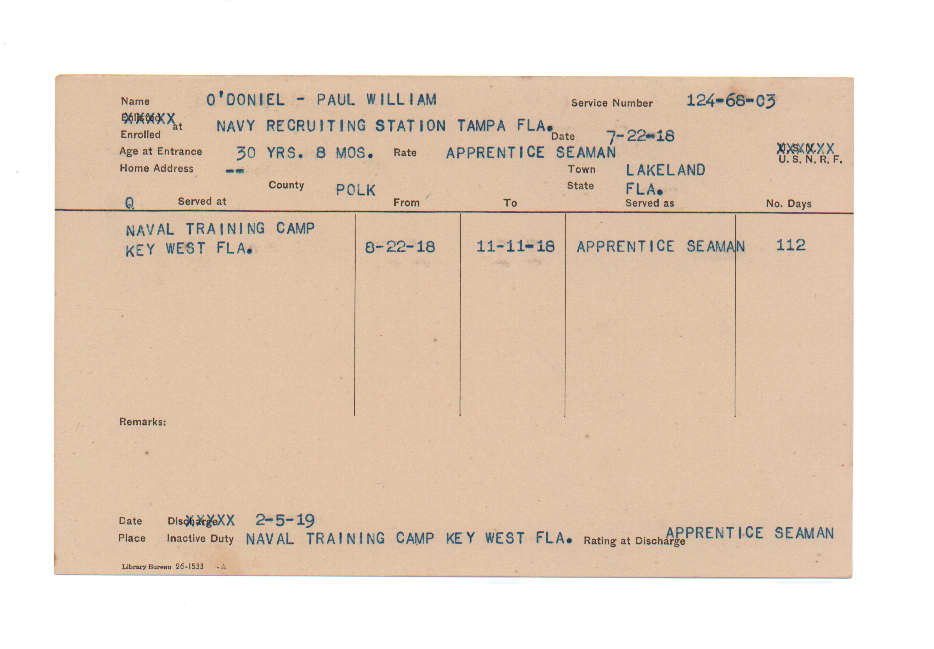 Name O'DONIEL - PAUL WILLIAM Service Number 124-68-03
Enrolled at NAVY RECRUITING STATION TAMPA FLA. Date 7-22-18
Age at Entrance 30 YRS. 8 MOS. Rate APPRENTICE SEAMAN U. S. N. R. F.
Home Address -- Town LAKELAND
County POLK State FLA.
Q Served at From To Served as No. Days
NAVAL TRAINING CAMP
KEY WEST FLA. 8-22-18 11-11-18 APPRENTICE SEAMAN 112
Remarks:
Date Discharge 2-5-19
Place Inactive Duty NAVAL TRAINING CAMP KEY WEST FLA. Rating at Discharge APPRENTICE SEAMAN
Library Bureau 26-1533